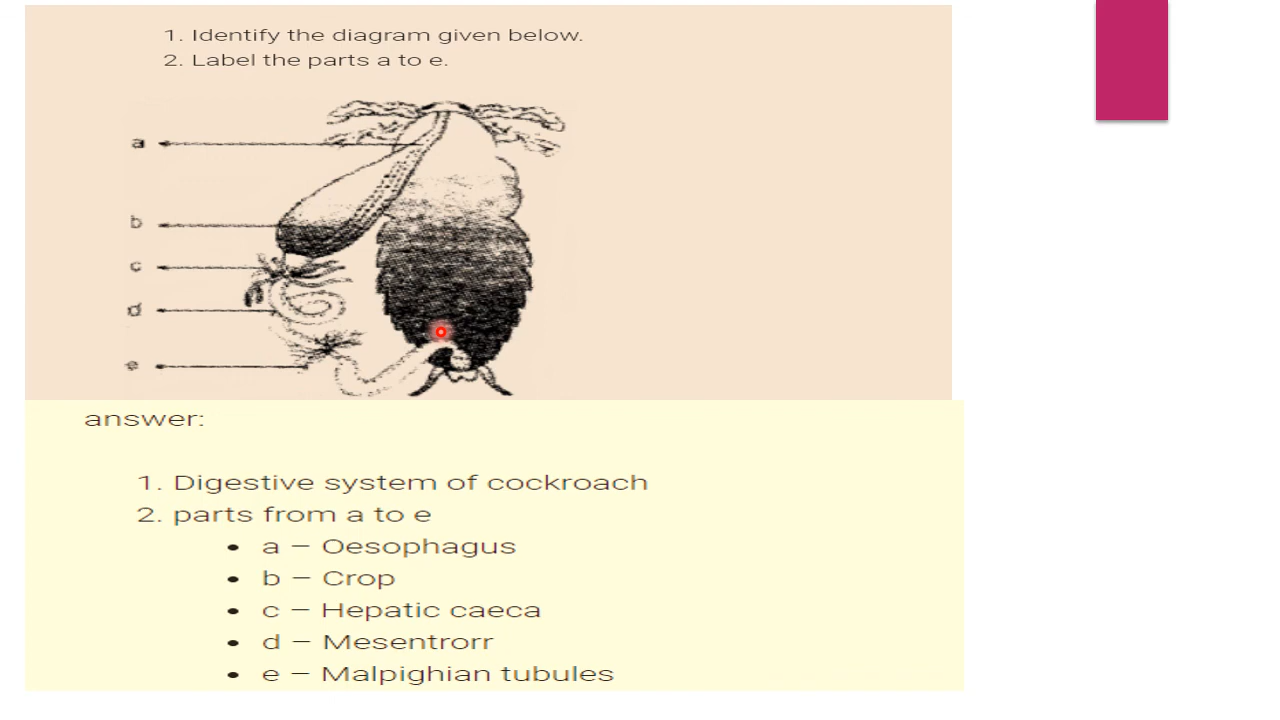 1. Identify the diagram given below.
2. Label the parts a to e.
a
b
c
d
e
answer:
1. Digestive system of cockroach
2. parts from a to e
• a – Oesophagus
• b – Crop
• c – Hepatic caeca
• d – Mesentrorr
• e – Malpighian tubules